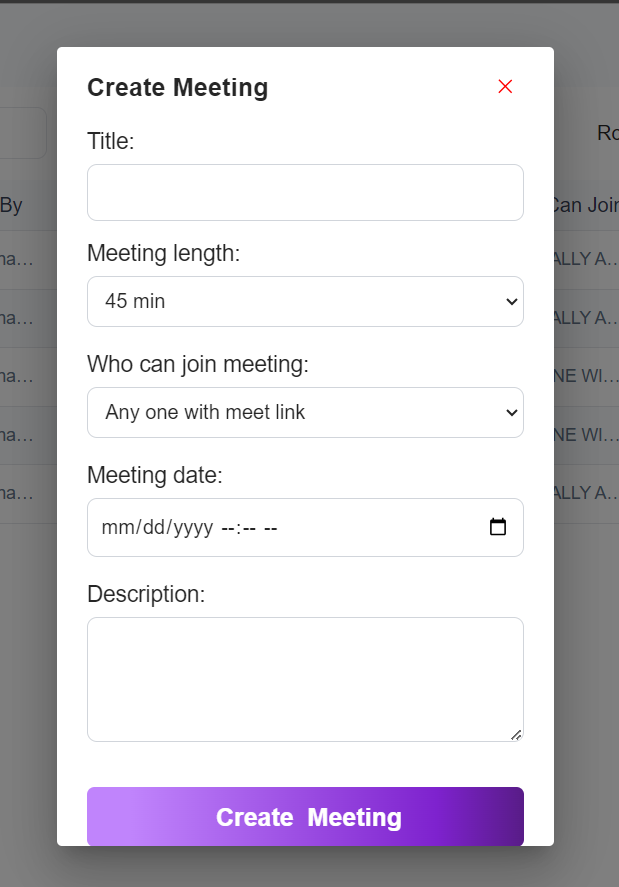 Create Meeting
Title:
Ro
Meeting length:
45 min
By
Can Join
na...
ALLY A...
na...
ALLY A...
Who can join meeting:
Any one with meet link
na...
NE WI...
na...
NE WI...
Meeting date:
mm/dd/yyyy --:-- --
na...
ALLY A...
Description:
Create Meeting